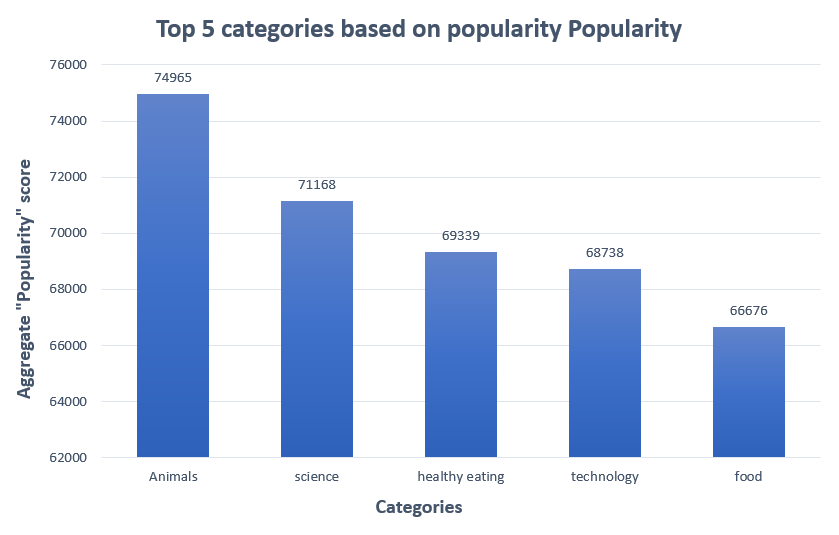 Top 5 categories based on popularity Popularity
Aggregate "Popularity" score
76000
74000
72000
70000
68000
66000
64000
62000
74965
71168
69339
68738
66676
Animals
science
healthy eating
technology
food
Categories